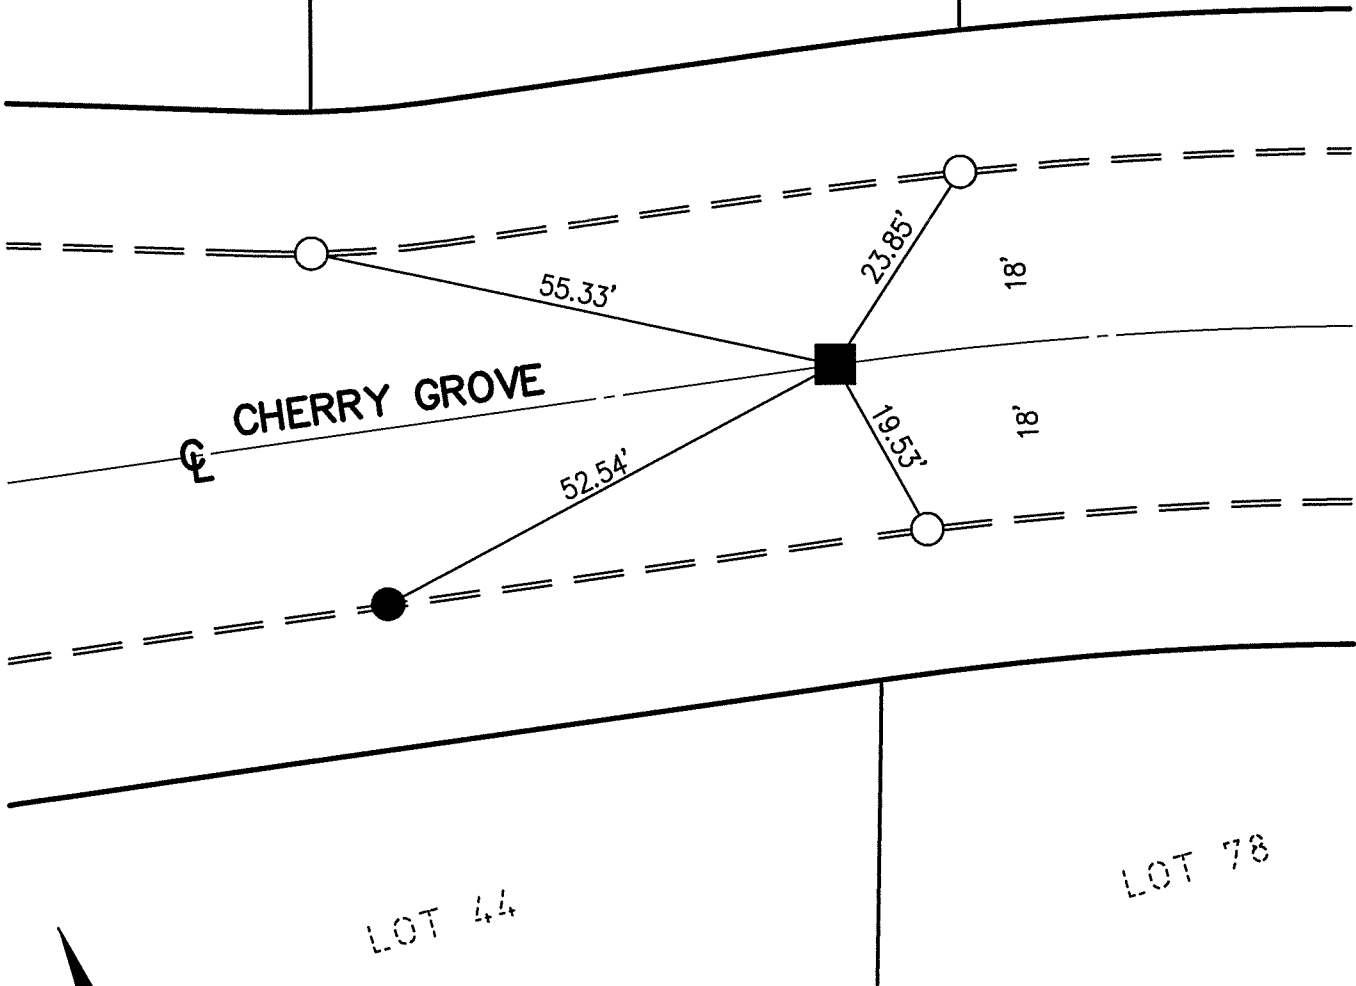 23.85'
18'
55.33'
CHERRY GROVE
℄
18'
19.53'
52.54'
LOT 78
LOT 44